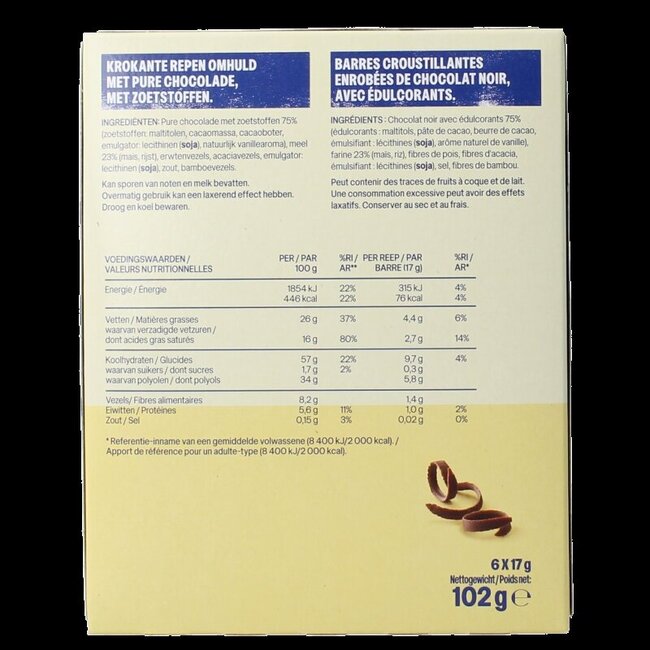 KROKANTE REPEN OMHULD
MET PURE CHOCOLADE,
MET ZOETSTOFFEN.
INGREDIËNTEN: Pure chocolade met zoetstoffen 75%
(zoetstoffen: maltitolen, cacaomassa, cacaoboter,
emulgator: lecithinen (soja), natuurlijk vanillearoma), meel
23% (mais, rijst), erwtenvezels, acaciavezels, emulgator:
lecithinen (soja), zout, bamboevezels.
Kan sporen van noten en melk bevatten.
Overmatig gebruik kan een laxerend effect hebben.
Droog en koel bewaren.
BARRES CROUSTILLANTES
ENROBÉES DE CHOCOLAT NOIR,
AVEC ÉDULCORANTS.
INGRÉDIENTS : Chocolat noir avec édulcorants 75%
(édulcorants : maltitols, pâte de cacao, beurre de cacao,
émulsifiant : lécithines (soja), arôme naturel de vanille),
farine 23% (maïs, riz), fibres de pois, fibres d'acacia,
émulsifiant : lécithines (soja), sel, fibres de bambou.
Peut contenir des traces de fruits à coque et de lait.
Une consommation excessive peut avoir des effets
laxatifs. Conserver au sec et au frais.
VOEDINGSWAARDEN / PER / PAR %RI / PER REEP / PAR %RI /
VALEURS NUTRITIONNELLES 100 g AR** BARRE (17 g) AR*
Energie / Energie 1854 kJ 22% 315 kJ 4%
446 kcal 22% 76 kcal 4%
Vetten / Matières grasses 26 g 37% 4,4 g 6%
waarvan verzadigde vetzuren /
dont acides gras saturés 16 g 80% 2,7 g 14%
Koolhydraten / Glucides 57 g 22% 9,7 g 4%
waarvan suikers / dont sucres 1,7 g 2% 0,3 g
waarvan polyolen / dont polyols 34 g 5,8 g
Vezels/ Fibres alimentaires 8,2 g 1,4 g
Eiwitten / Protéines 5,6 g 11% 1,0 g 2%
Zout / Sel 0,15 g 3% 0,02 g 0%
* Referentie-inname van een gemiddelde volwassene (8 400 kJ/2 000 kcal). /
Apport de référence pour un adulte-type (8 400 kJ/2 000 kcal).
6 X 17 g
Nettogewicht / Poids net:
102 g ℮